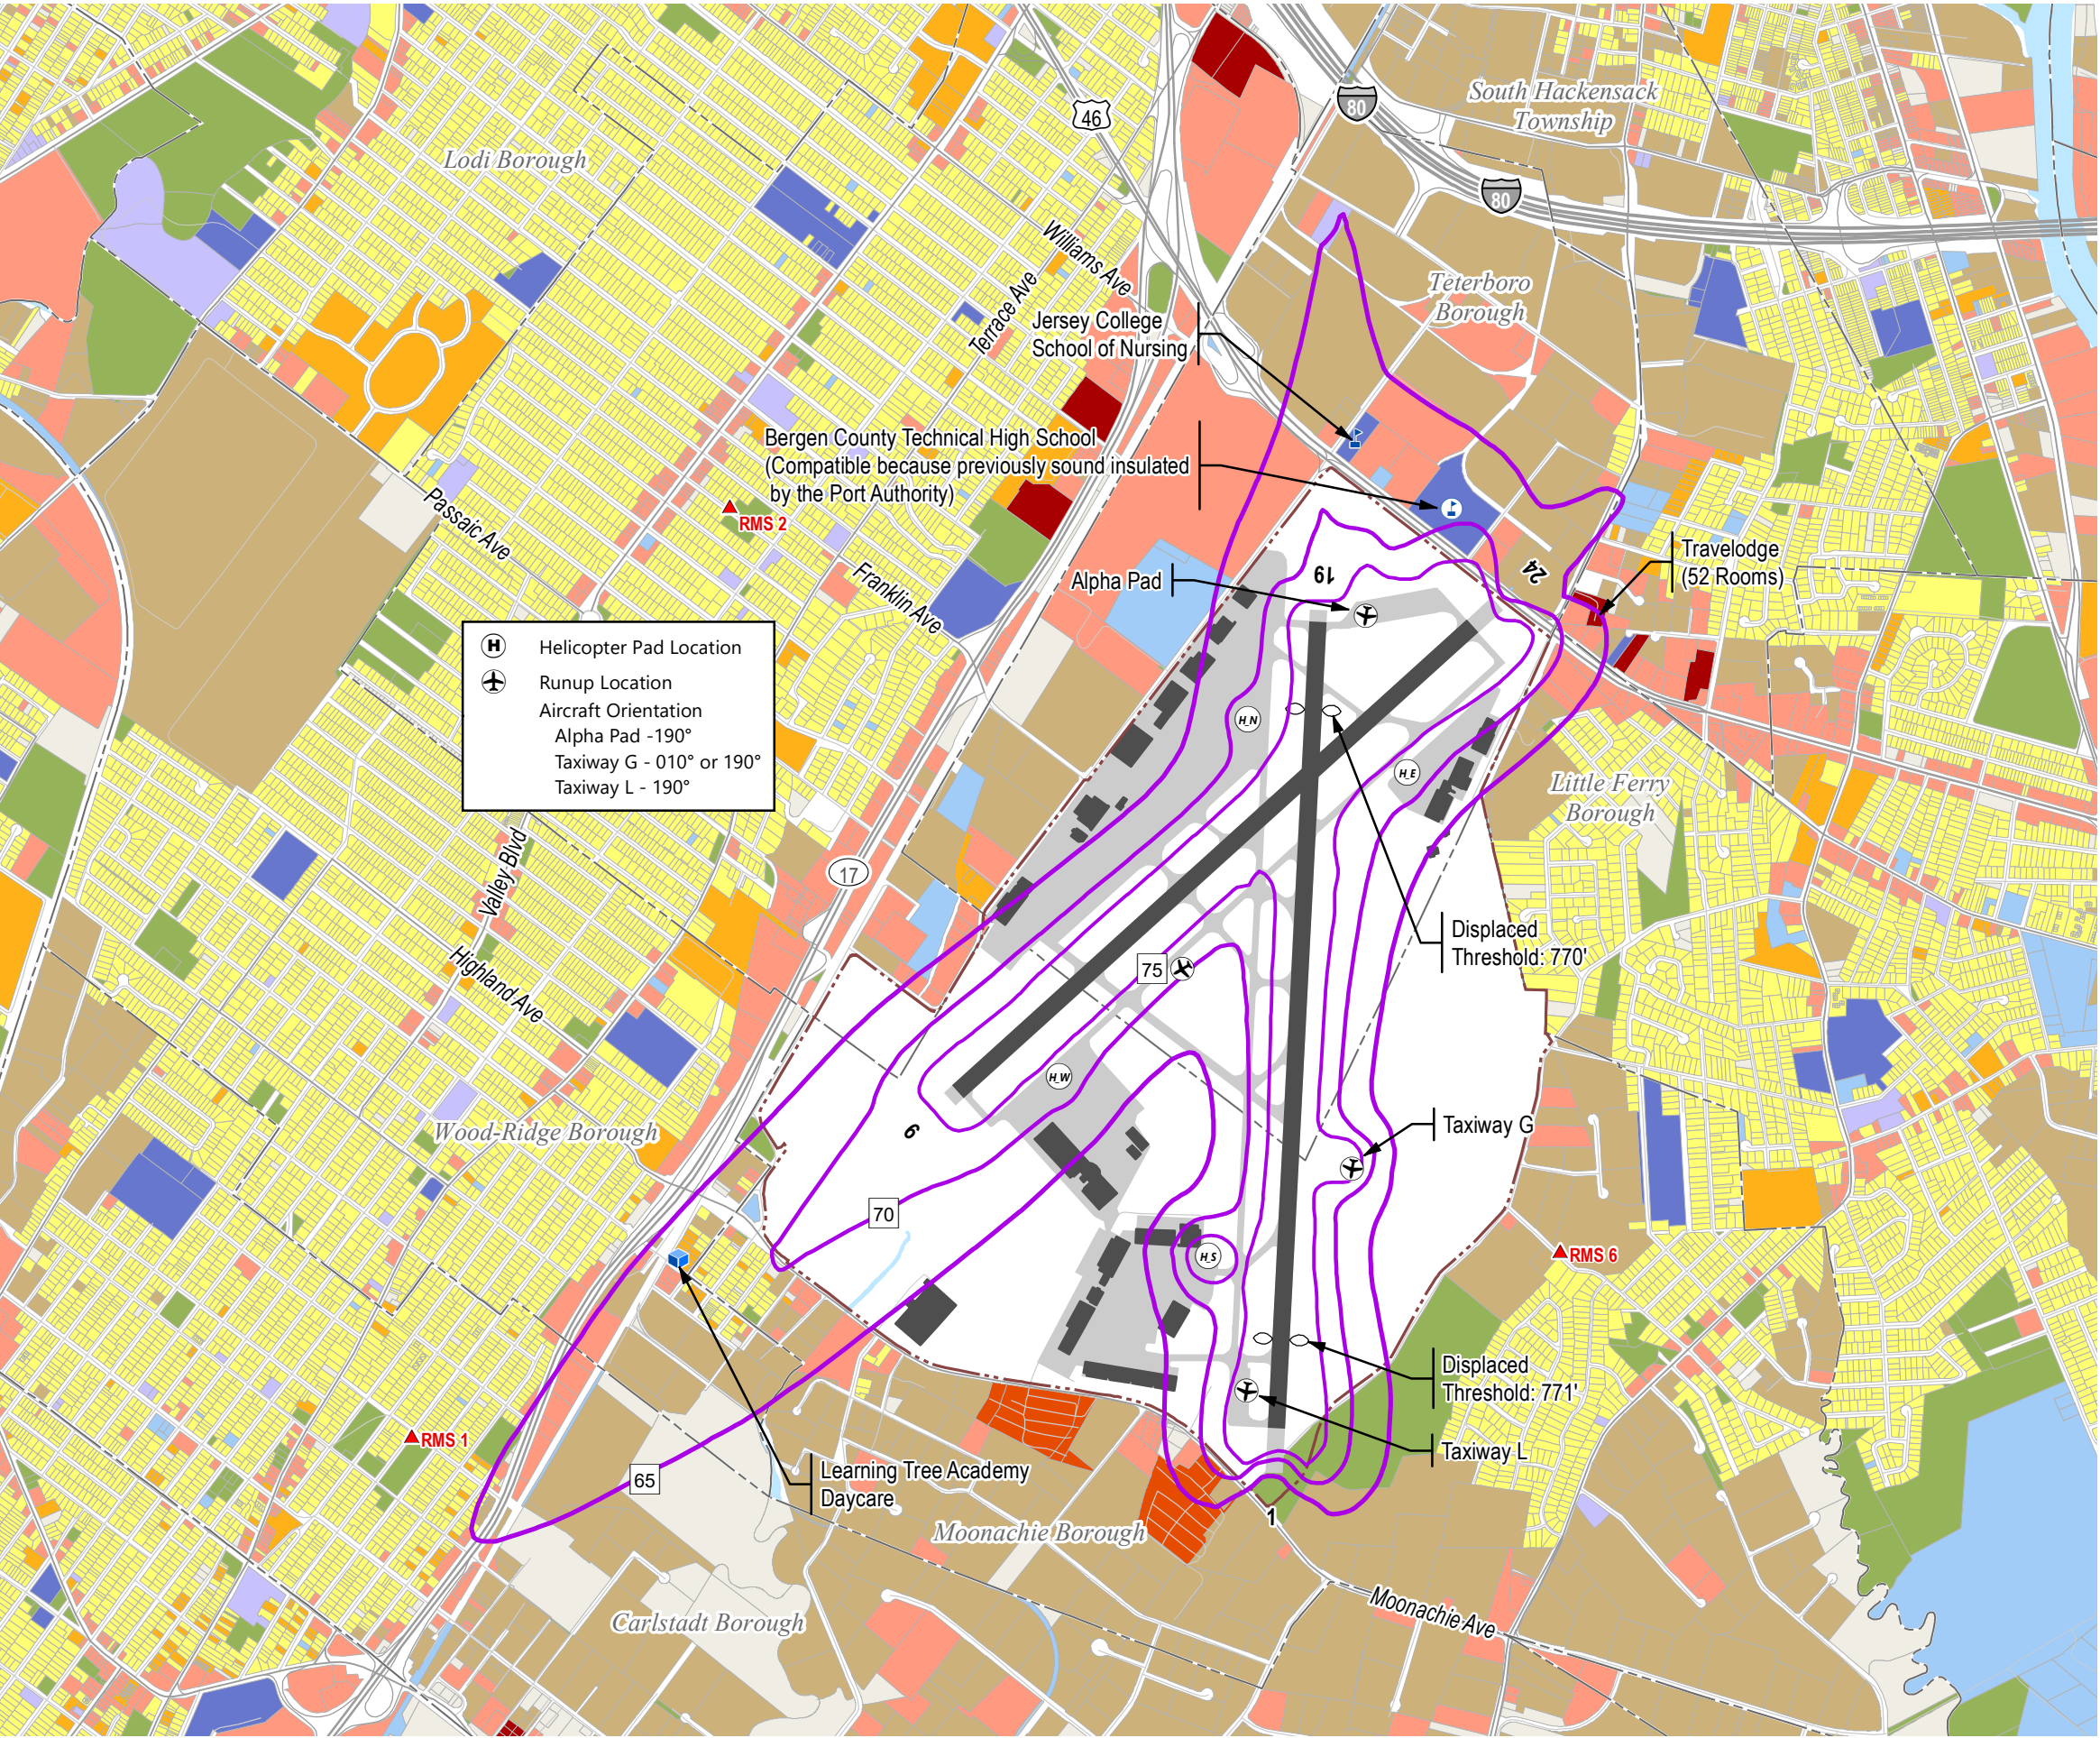 80
South Hackensack
Township
46
Lodi Borough
80
Williams Ave
Terrace Ave
Teterboro
Borough
Jersey College
School of Nursing
Bergen County Technical High School
(Compatible because previously sound insulated
by the Port Authority)
Passaic Ave
RMS 2
Franklin Ave
Alpha Pad
19
24
Travelodge
(52 Rooms)
H Helicopter Pad Location
Runup Location
Aircraft Orientation
Alpha Pad -190°
Taxiway G - 010° or 190°
Taxiway L - 190°
H_N
H_E
Little Ferry
Borough
17
Valley Blvd
Highland Ave
Displaced
Threshold: 770'
75
H_W
6
Wood-Ridge Borough
Taxiway G
70
H_S
RMS 6
Displaced
Threshold: 771'
RMS 1
Taxiway L
65
Learning Tree Academy
Daycare
1
Moonachie Borough
Carlstadt Borough
Moonachie Ave